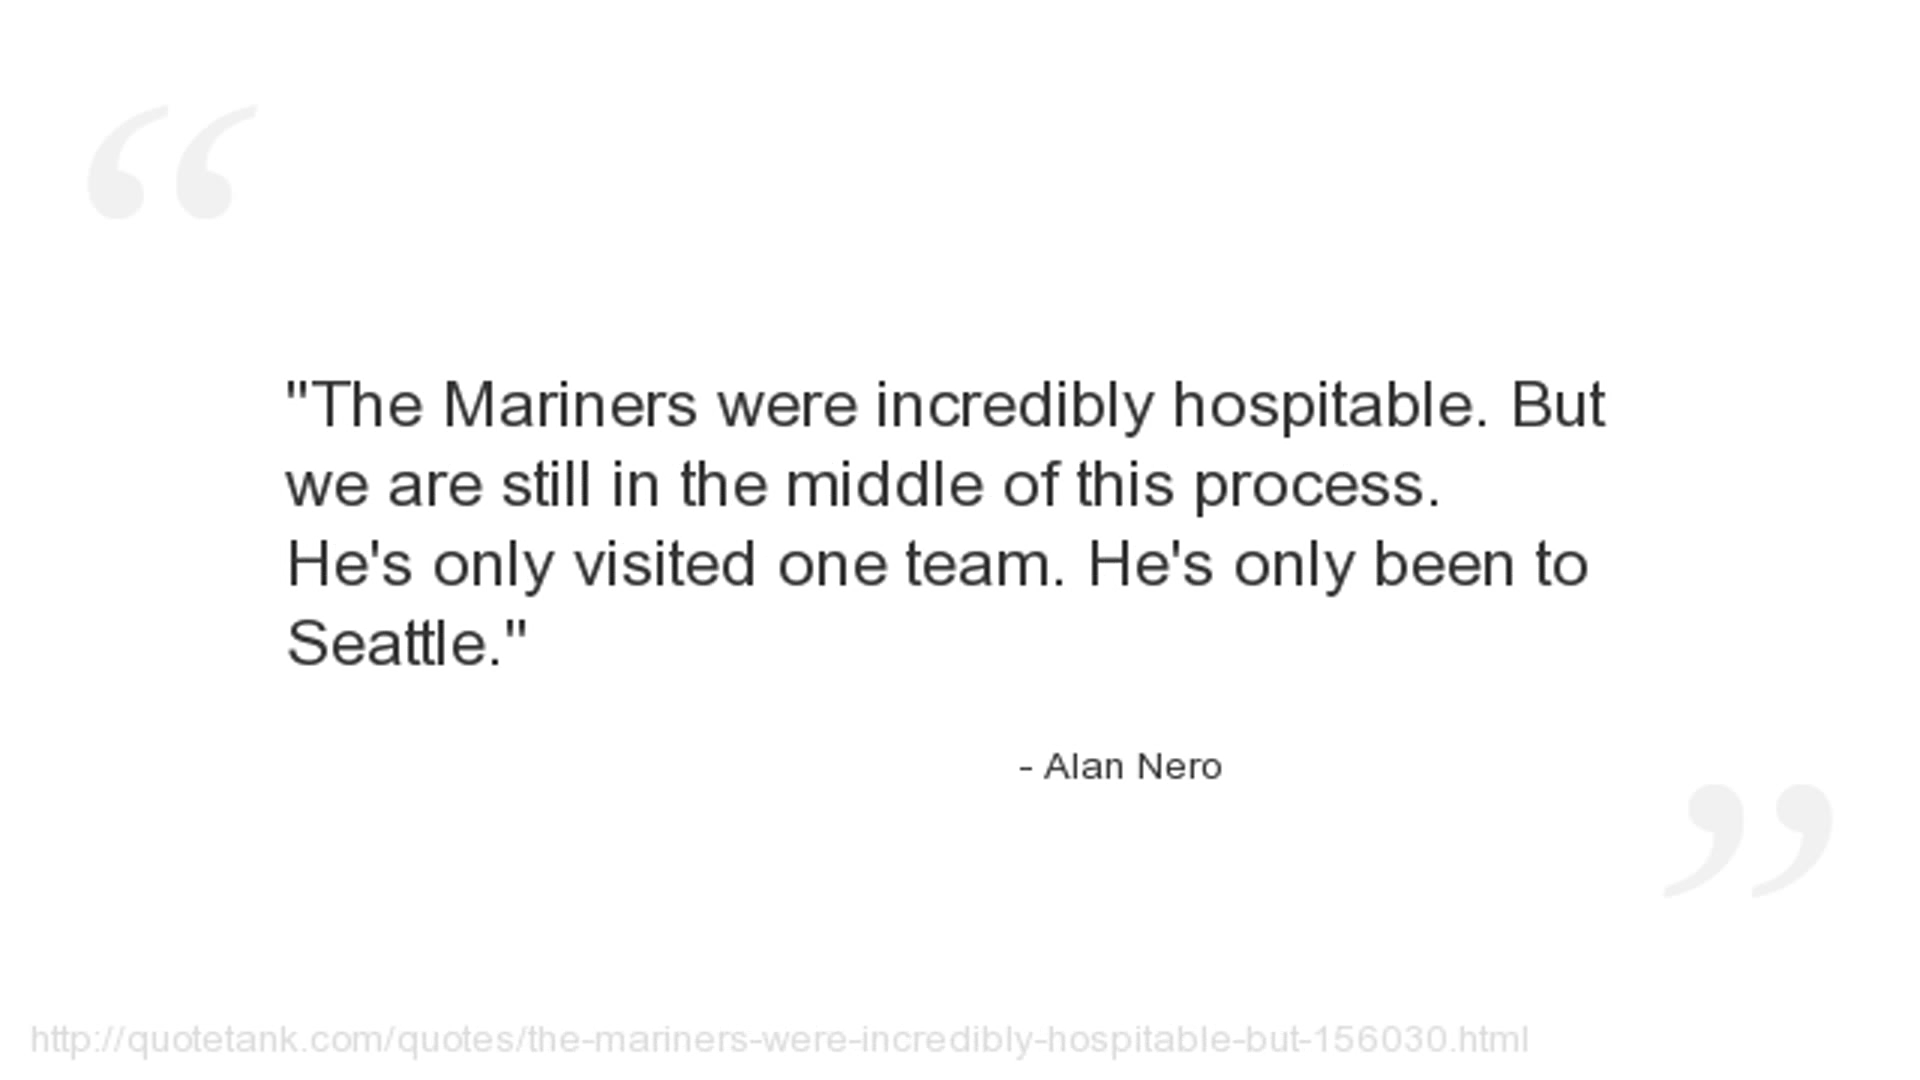 "The Mariners were incredibly hospitable. But
we are still in the middle of this process.
He's only visited one team. He's only been to
Seattle."
- Alan Nero
http://quotetank.com/quotes/the-mariners-were-incredibly-hospitable-but-156030.html